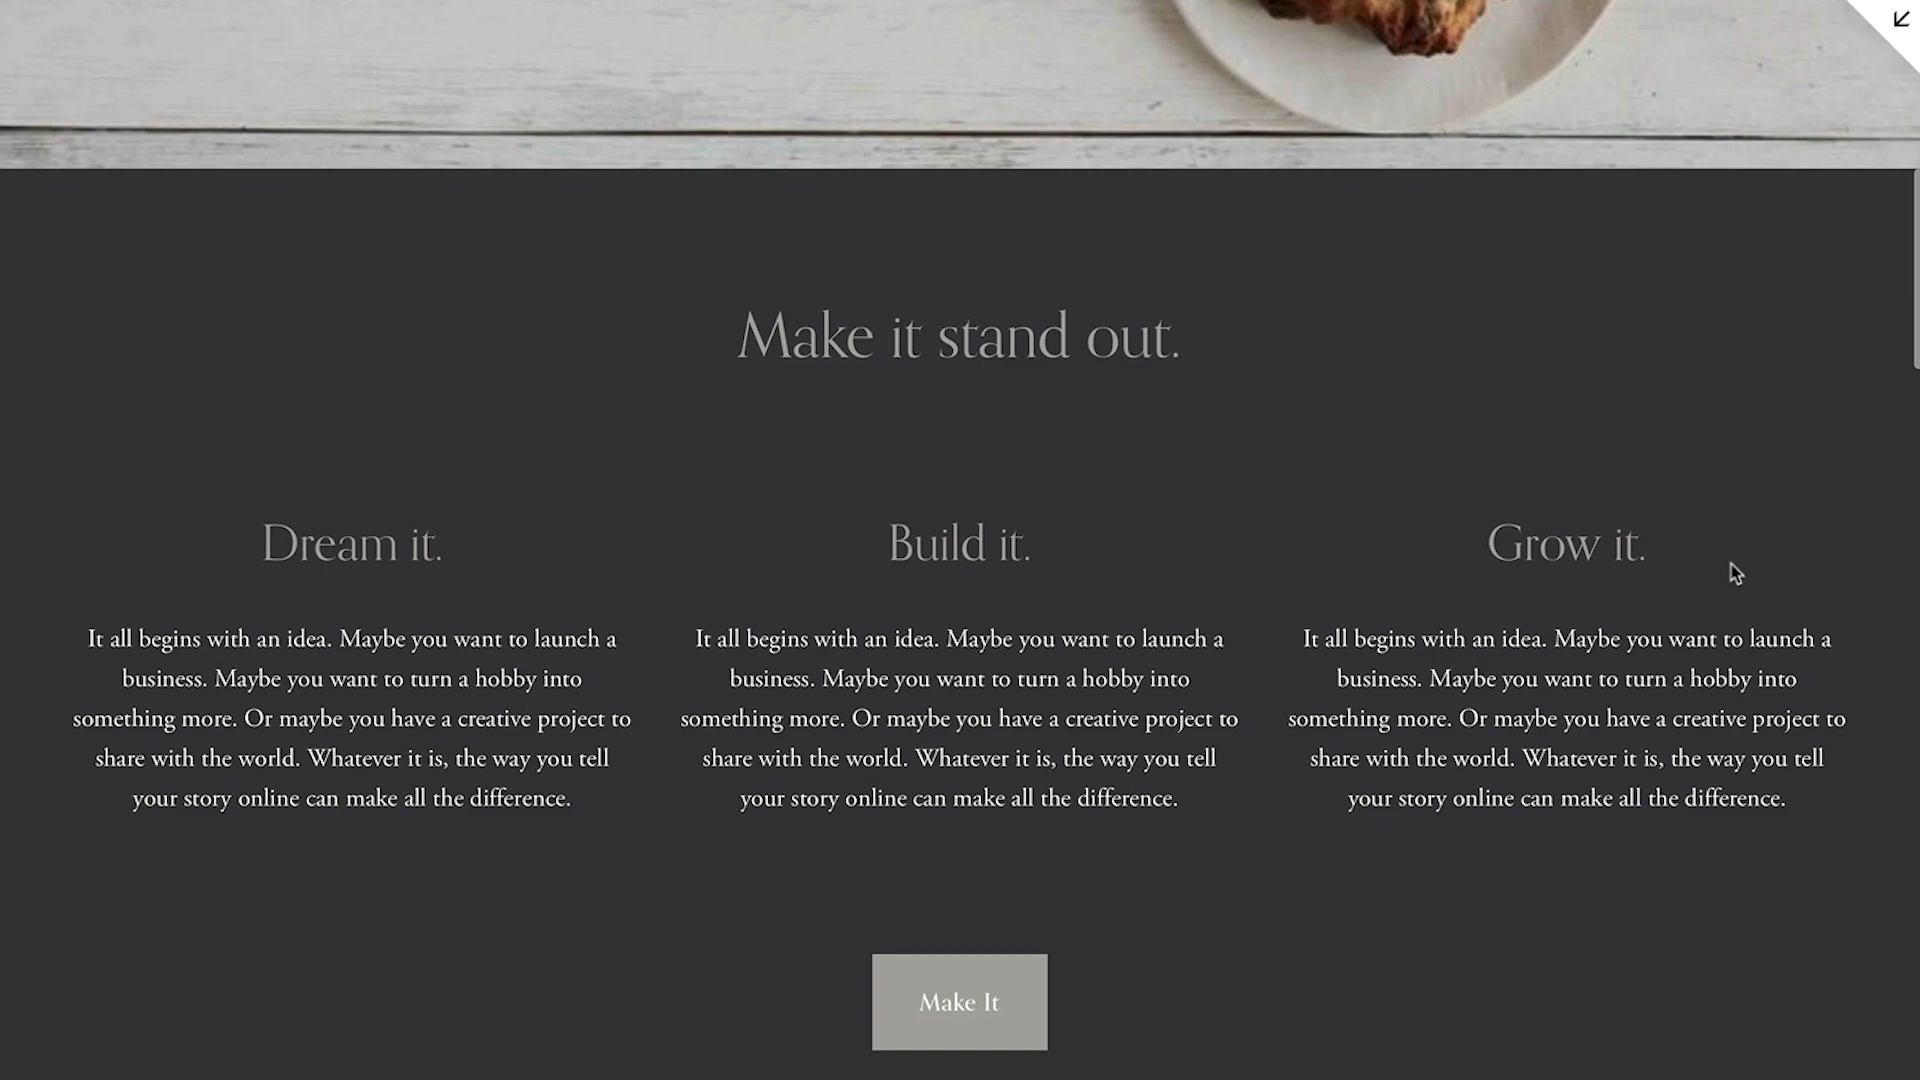 Make it stand out.
Dream it.
It all begins with an idea. Maybe you want to launch a
business. Maybe you want to turn a hobby into
something more. Or maybe you have a creative project to
share with the world. Whatever it is, the way you tell
your story online can make all the difference.
Build it.
It all begins with an idea. Maybe you want to launch a
business. Maybe you want to turn a hobby into
something more. Or maybe you have a creative project to
share with the world. Whatever it is, the way you tell
your story online can make all the difference.
Grow it.
It all begins with an idea. Maybe you want to launch a
business. Maybe you want to turn a hobby into
something more. Or maybe you have a creative project to
share with the world. Whatever it is, the way you tell
your story online can make all the difference.
Make It